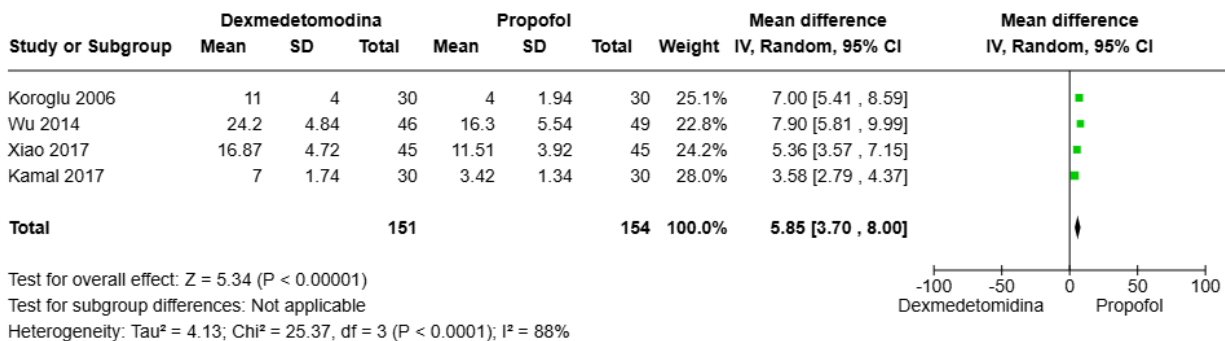 Dexmedetomodina Propofol Mean difference Mean difference
Study or Subgroup Mean SD Total Mean SD Total Weight IV, Random, 95% CI IV, Random, 95% CI
Koroglu 2006 11 4 30 4 1.94 30 25.1% 7.00 [5.41 , 8.59]
Wu 2014 24.2 4.84 46 16.3 5.54 49 22.8% 7.90 [5.81 , 9.99]
Xiao 2017 16.87 4.72 45 11.51 3.92 45 24.2% 5.36 [3.57 , 7.15]
Kamal 2017 7 1.74 30 3.42 1.34 30 28.0% 3.58 [2.79 , 4.37]
Total 151 154 100.0% 5.85 [3.70 , 8.00]
Test for overall effect: Z = 5.34 (P < 0.00001)
Test for subgroup differences: Not applicable
Heterogeneity: Tau² = 4.13; Chi² = 25.37, df = 3 (P < 0.0001); I² = 88%
-100 -50 0 50 100
Dexmedetomidina Propofol